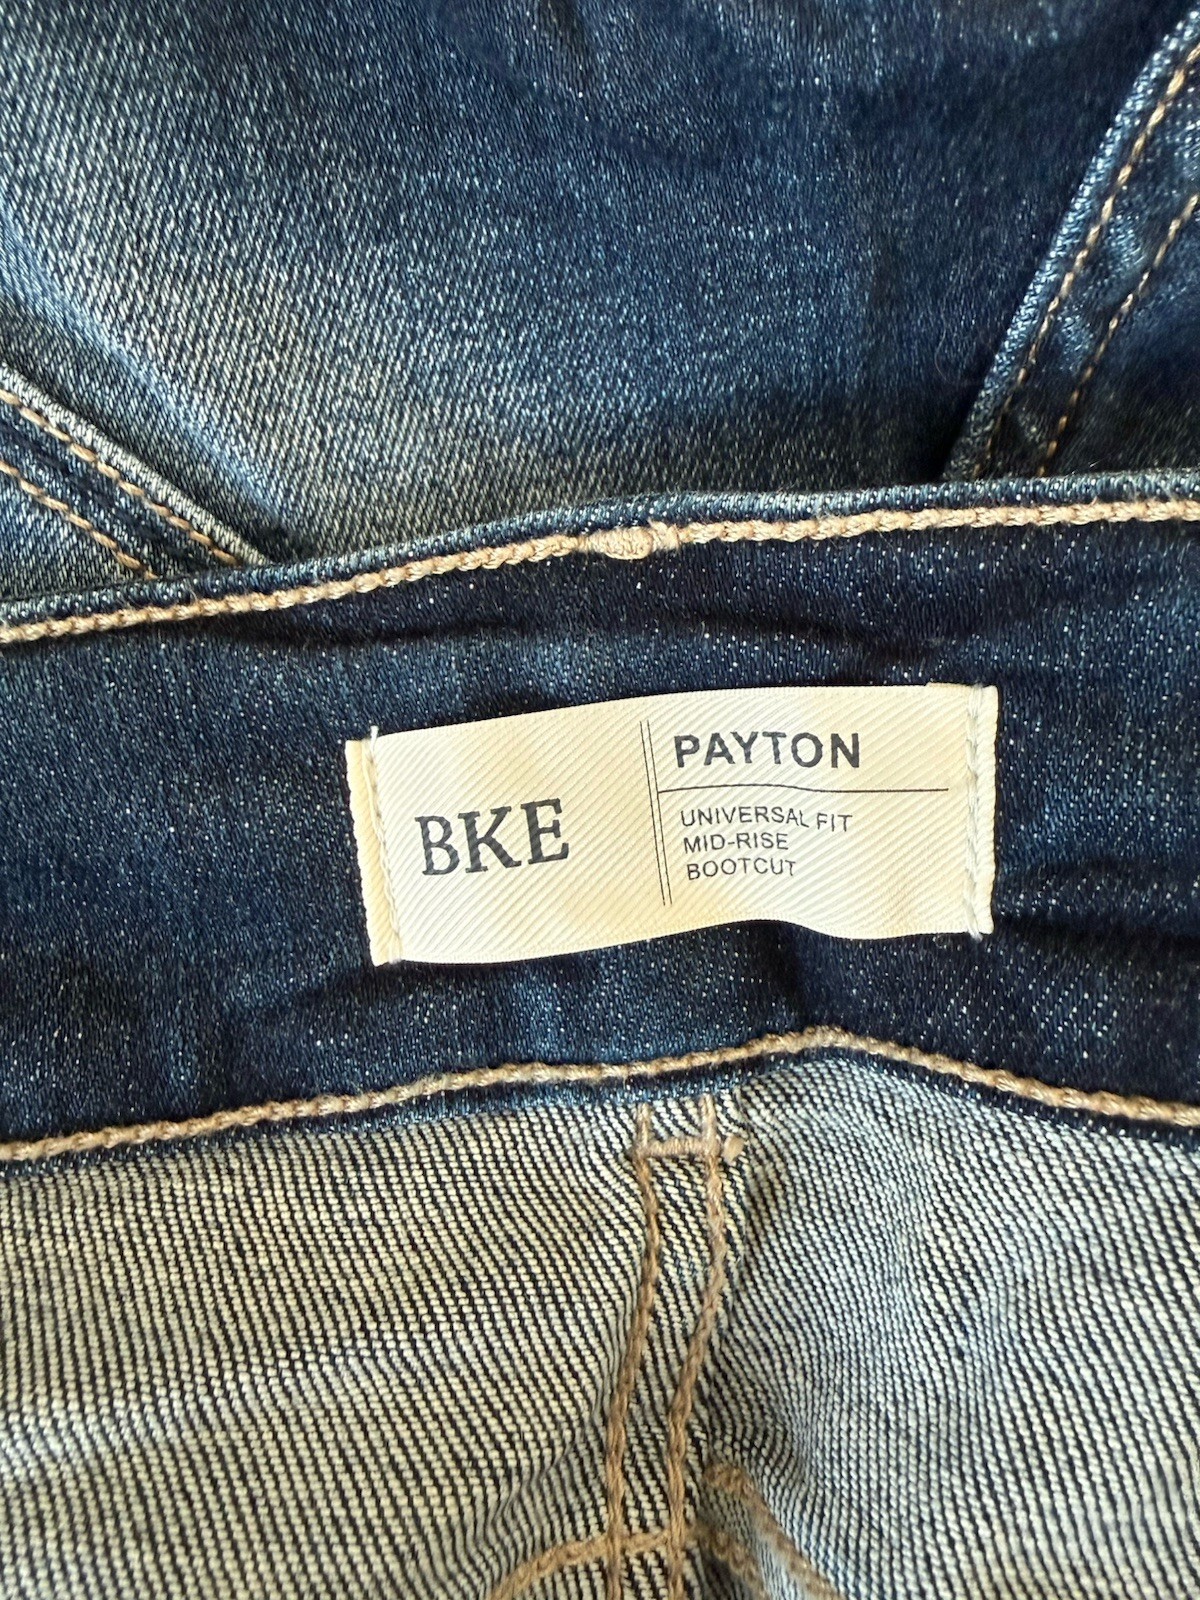 BKE
PAYTON
UNIVERSAL FIT
MID-RISE
BOOTCUT